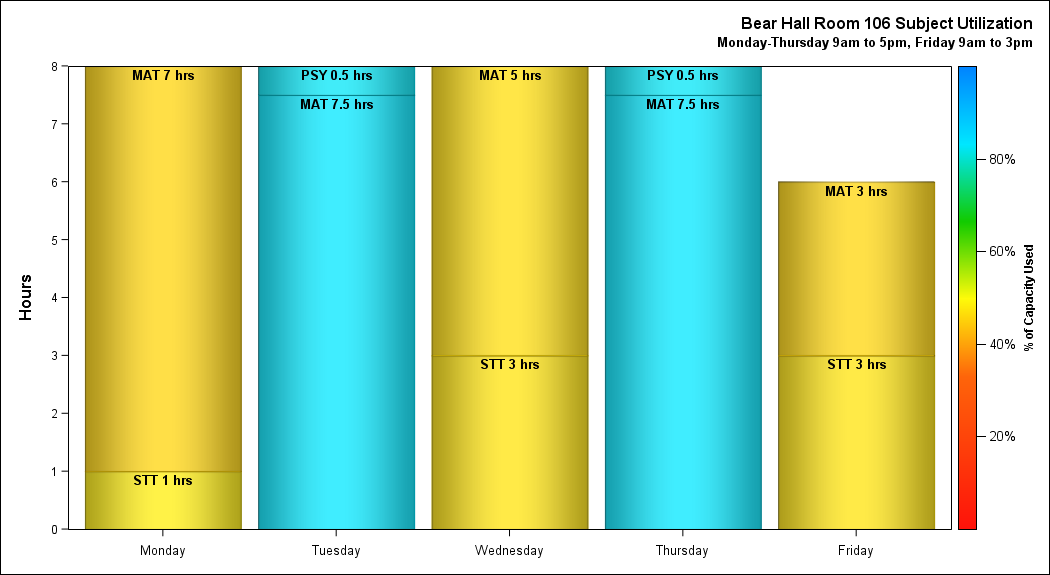 Bear Hall Room 106 Subject Utilization
Monday-Thursday 9am to 5pm, Friday 9am to 3pm
8
7
6
5
4
3
2
1
0
Hours
MAT 7 hrs
STT 1 hrs
PSY 0.5 hrs
MAT 7.5 hrs
MAT 5 hrs
STT 3 hrs
PSY 0.5 hrs
MAT 7.5 hrs
MAT 3 hrs
STT 3 hrs
Monday
Tuesday
Wednesday
Thursday
Friday
80%
60%
40%
20%
% of Capacity Used